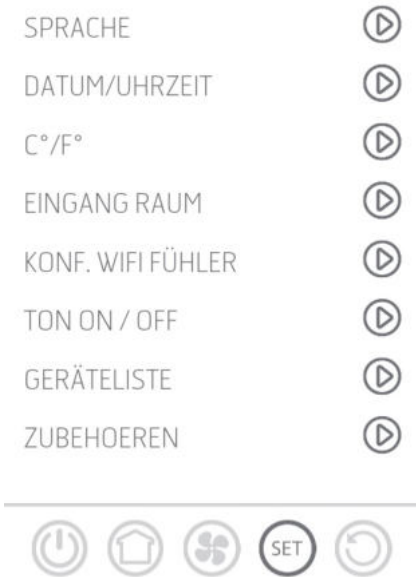 SPRACHE
DATUM/UHRZEIT
C°/F°
EINGANG RAUM
KONF. WIFI FÜHLER
TON ON / OFF
GERÄTELISTE
ZUBEHOEREN
SET